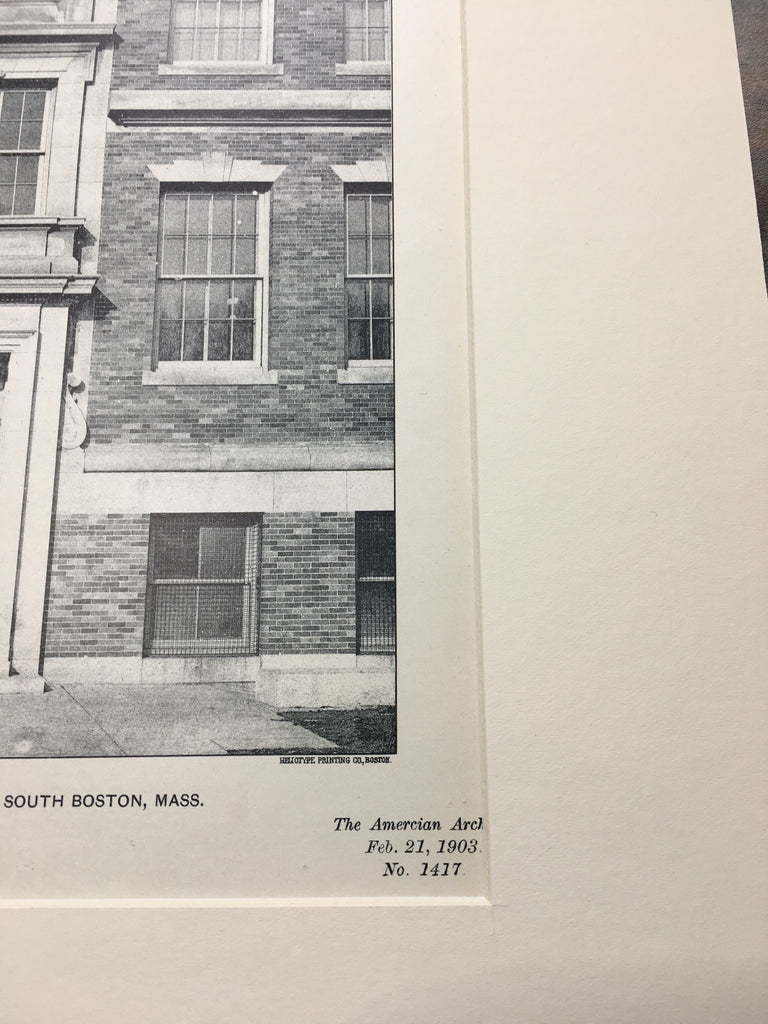 HELIOTYPE PRINTING CO., BOSTON.
SOUTH BOSTON, MASS.
The Amercian Arch
Feb. 21, 1903.
No. 1417.